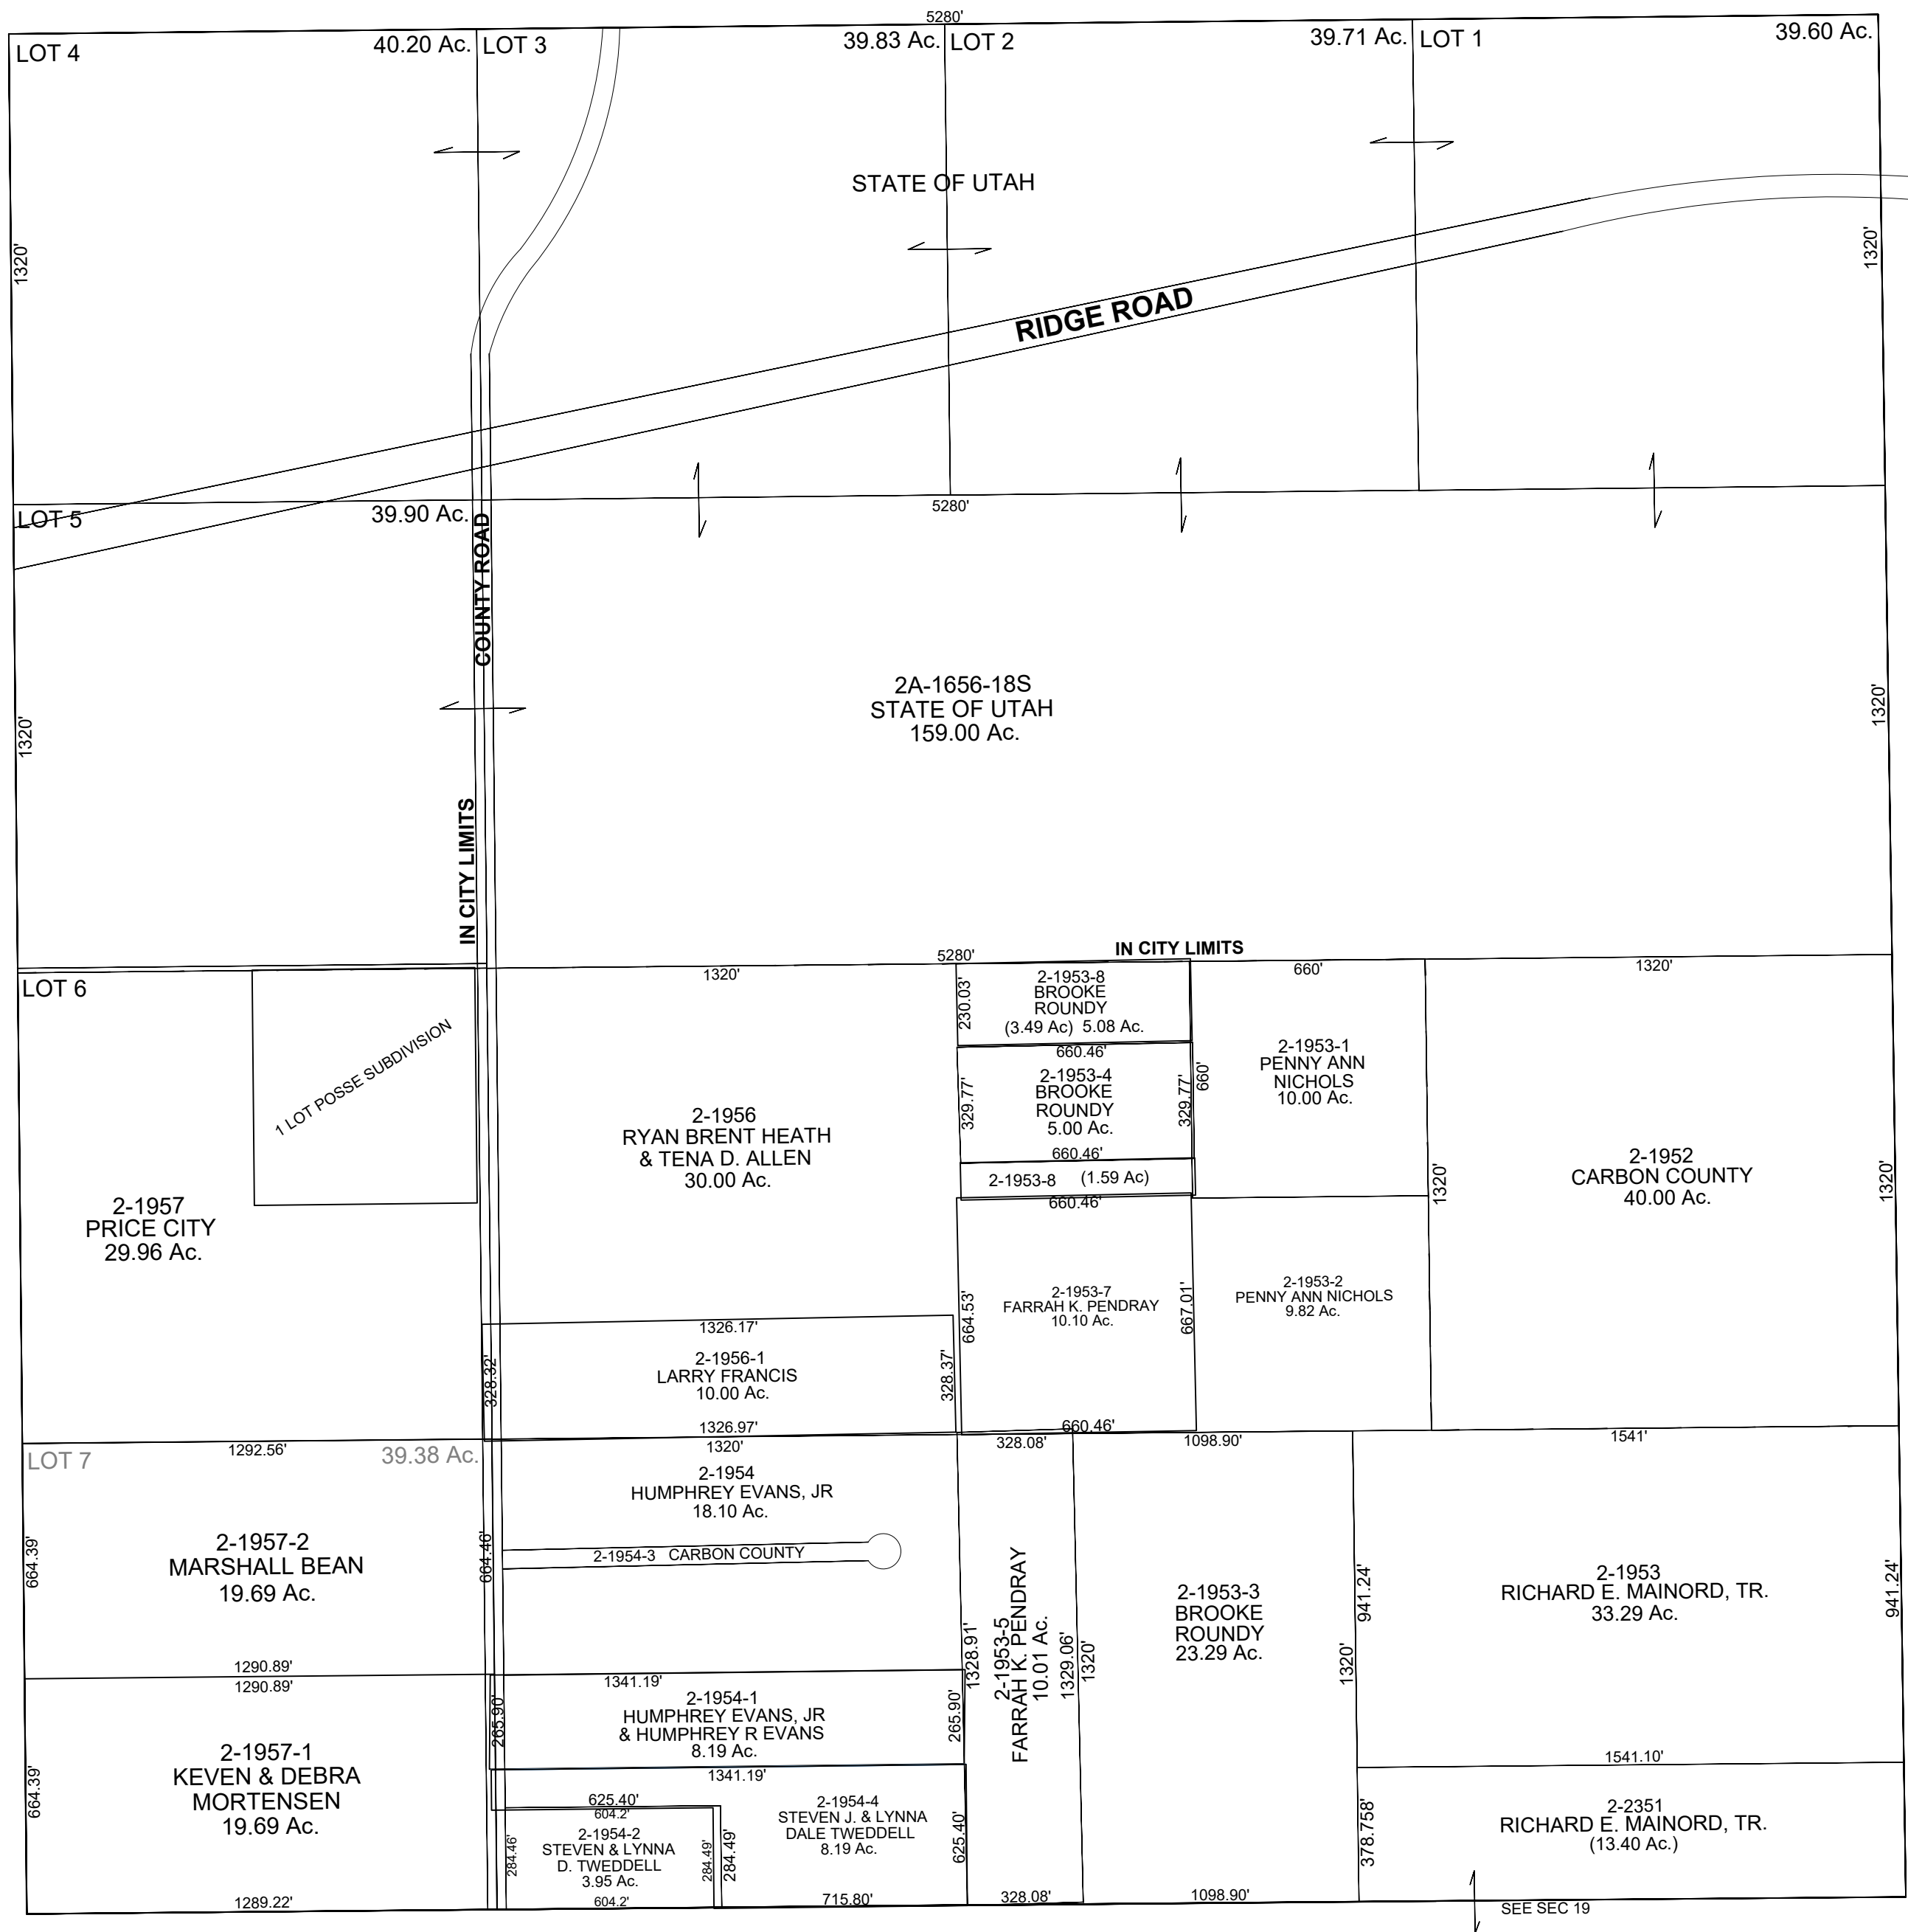 5280'
LOT 4
40.20 Ac.
LOT 3
39.83 Ac.
LOT 2
39.71 Ac.
LOT 1
39.60 Ac.
STATE OF UTAH
1320'
1320'
RIDGE ROAD
LOT 5
39.90 Ac.
5280'
COUNTY ROAD
2A-1656-18S
STATE OF UTAH
159.00 Ac.
1320'
1320'
IN CITY LIMITS
5280'
IN CITY LIMITS
LOT 6
1 LOT POSSE SUBDIVISION
2-1957
PRICE CITY
29.96 Ac.
1320'
2-1956
RYAN BRENT HEATH
& TENA D. ALLEN
30.00 Ac.
230.03'
2-1953-8
BROOKE
ROUNDY
(3.49 Ac) 5.08 Ac.
660.46'
329.77'
2-1953-4
BROOKE
ROUNDY
5.00 Ac.
329.77'
660.46'
2-1953-8 (1.59 Ac)
660.46'
660'
660'
2-1953-1
PENNY ANN
NICHOLS
10.00 Ac.
1320'
1320'
2-1952
CARBON COUNTY
40.00 Ac.
1320'
664.53'
2-1953-7
FARRAH K. PENDRAY
10.10 Ac.
667.01'
660.46'
2-1953-2
PENNY ANN NICHOLS
9.82 Ac.
1326.17'
328.32'
2-1956-1
LARRY FRANCIS
10.00 Ac.
328.37'
1326.97'
LOT 7
1292.56'
39.38 Ac.
664.39'
2-1957-2
MARSHALL BEAN
19.69 Ac.
664.46'
1290.89'
1290.89'
664.39'
2-1957-1
KEVEN & DEBRA
MORTENSEN
19.69 Ac.
1289.22'
1320'
2-1954
HUMPHREY EVANS, JR
18.10 Ac.
2-1954-3 CARBON COUNTY
1341.19'
265.90'
2-1954-1
HUMPHREY EVANS, JR
& HUMPHREY R EVANS
8.19 Ac.
265.90'
1341.19'
625.40'
604.2'
284.46'
2-1954-2
STEVEN & LYNNA
D. TWEDDELL
3.95 Ac.
284.49'
284.49'
604.2'
2-1954-4
STEVEN J. & LYNNA
DALE TWEDDELL
8.19 Ac.
625.40'
715.80'
328.08'
1328.91'
2-1953-5
FARRAH K. PENDRAY
10.01 Ac.
1329.06'
328.08'
1098.90'
1320'
2-1953-3
BROOKE
ROUNDY
23.29 Ac.
1320'
1098.90'
1541'
941.24'
2-1953
RICHARD E. MAINORD, TR.
33.29 Ac.
941.24'
1541.10'
378.758'
2-2351
RICHARD E. MAINORD, TR.
(13.40 Ac.)
SEE SEC 19